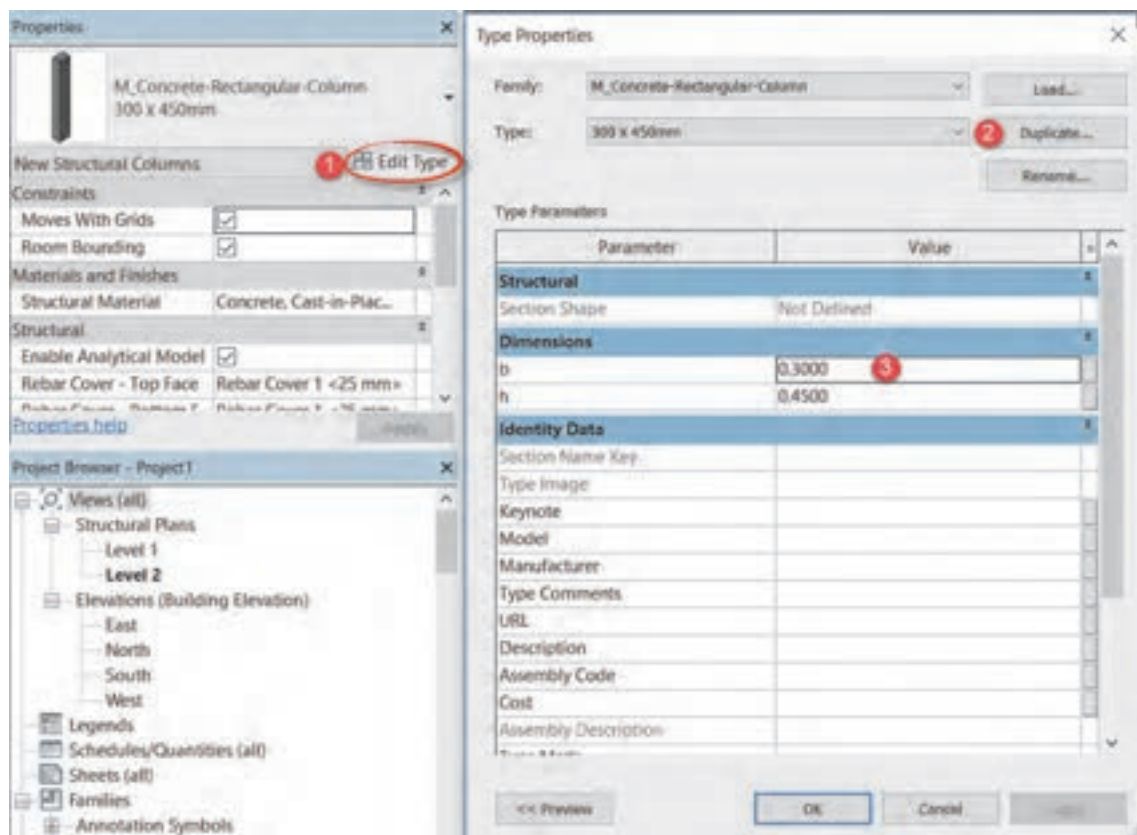 Properties
M_Concrete-Rectangular-Column
300 x 450mm
New Structural Columns
1
Edit Type
Constraints
Moves With Grids
Room Bounding
Materials and Finishes
Structural Material Concrete, Cast-in-Plac...
Structural
Enable Analytical Model
Rebar Cover - Top Face Rebar Cover 1 <25 mm>
Properties help
Project Browser - Project1
Views (all)
Structural Plans
Level 1
Level 2
Elevations (Building Elevation)
East
North
South
West
Legends
Schedules/Quantities (all)
Sheets (all)
Families
Annotation Symbols
Type Properties
Family: M_Concrete-Rectangular-Column Load...
Type: 300 x 450mm 2 Duplicate...
Rename...
Type Parameters
Parameter Value
Structural
Section Shape Not Defined
Dimensions
b 0.3000 3
h 0.4500
Identity Data
Section Name Key
Type Image
Keynote
Model
Manufacturer
Type Comments
URL
Description
Assembly Code
Cost
Assembly Description
<< Preview OK Cancel